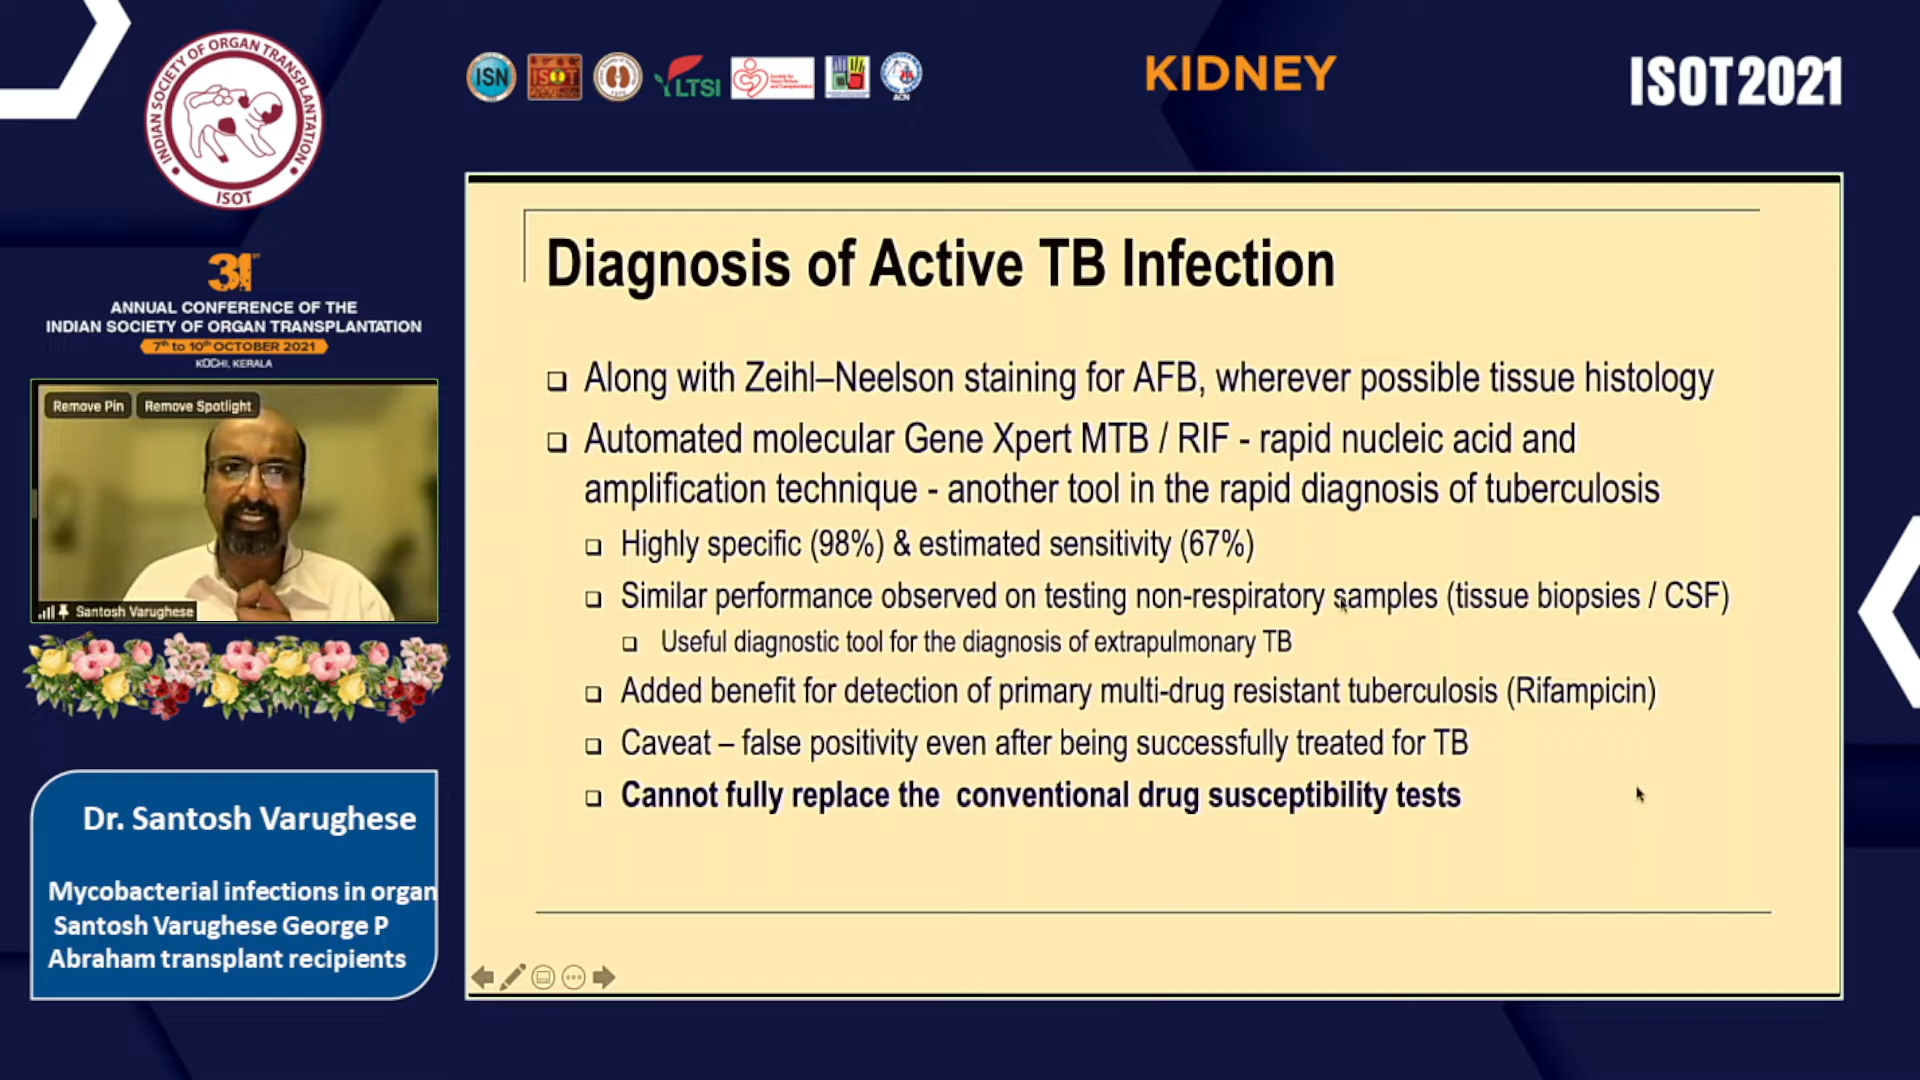 INDIAN SOCIETY OF ORGAN TRANSPLANTATION
ISOT
ISN
ISOT
LTSI
ACN
KIDNEY
ISOT2021
31ST
ANNUAL CONFERENCE OF THE
INDIAN SOCIETY OF ORGAN TRANSPLANTATION
7th to 10th OCTOBER 2021
KOCHI, KERALA
Remove Pin Remove Spotlight
Santosh Varughese
Dr. Santosh Varughese
Mycobacterial infections in organ
Santosh Varughese George P
Abraham transplant recipients
Diagnosis of Active TB Infection
Along with Zeihl–Neelson staining for AFB, wherever possible tissue histology
Automated molecular Gene Xpert MTB / RIF - rapid nucleic acid and
amplification technique - another tool in the rapid diagnosis of tuberculosis
Highly specific (98%) & estimated sensitivity (67%)
Similar performance observed on testing non-respiratory samples (tissue biopsies / CSF)
Useful diagnostic tool for the diagnosis of extrapulmonary TB
Added benefit for detection of primary multi-drug resistant tuberculosis (Rifampicin)
Caveat – false positivity even after being successfully treated for TB
Cannot fully replace the conventional drug susceptibility tests